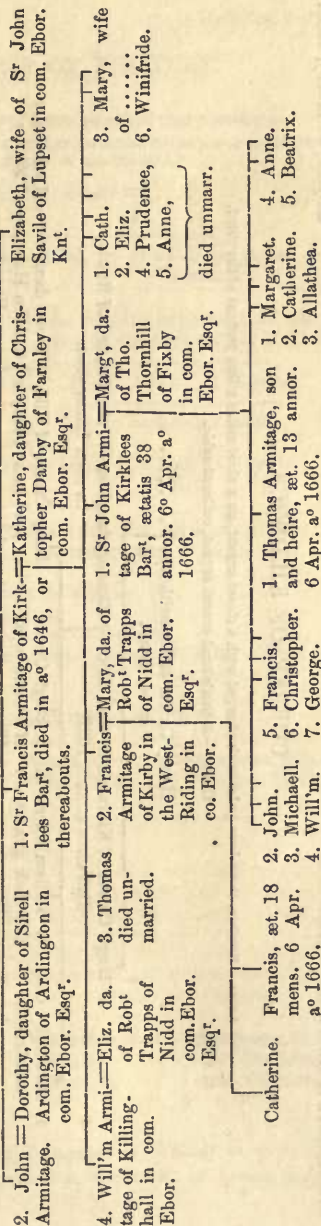 2. John = Dorothy, daughter of Sirell
Armitage. Ardington of Ardington in
com. Ebor. Esqʳ.
1. Sʳ Francis Armitage of Kirk-=Katherine, daughter of Chris-
lees Barᵗ, died in aº 1646, or topher Danby of Farnley in
thereabouts. com. Ebor. Esqʳ.
Elizabeth, wife of Sʳ John
Savile of Lupset in com. Ebor.
Knᵗ.
4. Will'm Armi-=Eliz. da.
tage of Killing- of Robᵗ
hall in com. Trapps of
Ebor. Nidd in
com. Ebor.
Esqʳ.
3. Thomas
died un-
married.
2. Francis=Mary, da. of
Armitage Robᵗ Trapps
of Kirby in of Nidd in
the West- com. Ebor.
Riding in Esqʳ.
co. Ebor.
1. Sʳ John Armi-=Margᵗ, da.
tage of Kirklees of Tho.
Barᵗ, ætatis 38 Thornhill
annor. 6º Apr. aº of Fixby
1666. in com.
Ebor. Esqʳ.
1. Cath.
2. Eliz.
4. Prudence,
5. Anne,
died unmarr.
3. Mary, wife
of ......
6. Winifride.
Catherine.
Francis, æt. 18
mens. 6 Apr.
aº 1666.
2. John.
3. Michaell.
4. Will'm.
5. Francis.
6. Christopher.
7. George.
1. Thomas Armitage, son
and heire, æt. 13 annor.
6 Apr. aº 1666.
1. Margaret.
2. Catherine.
3. Allathea.
4. Anne.
5. Beatrix.